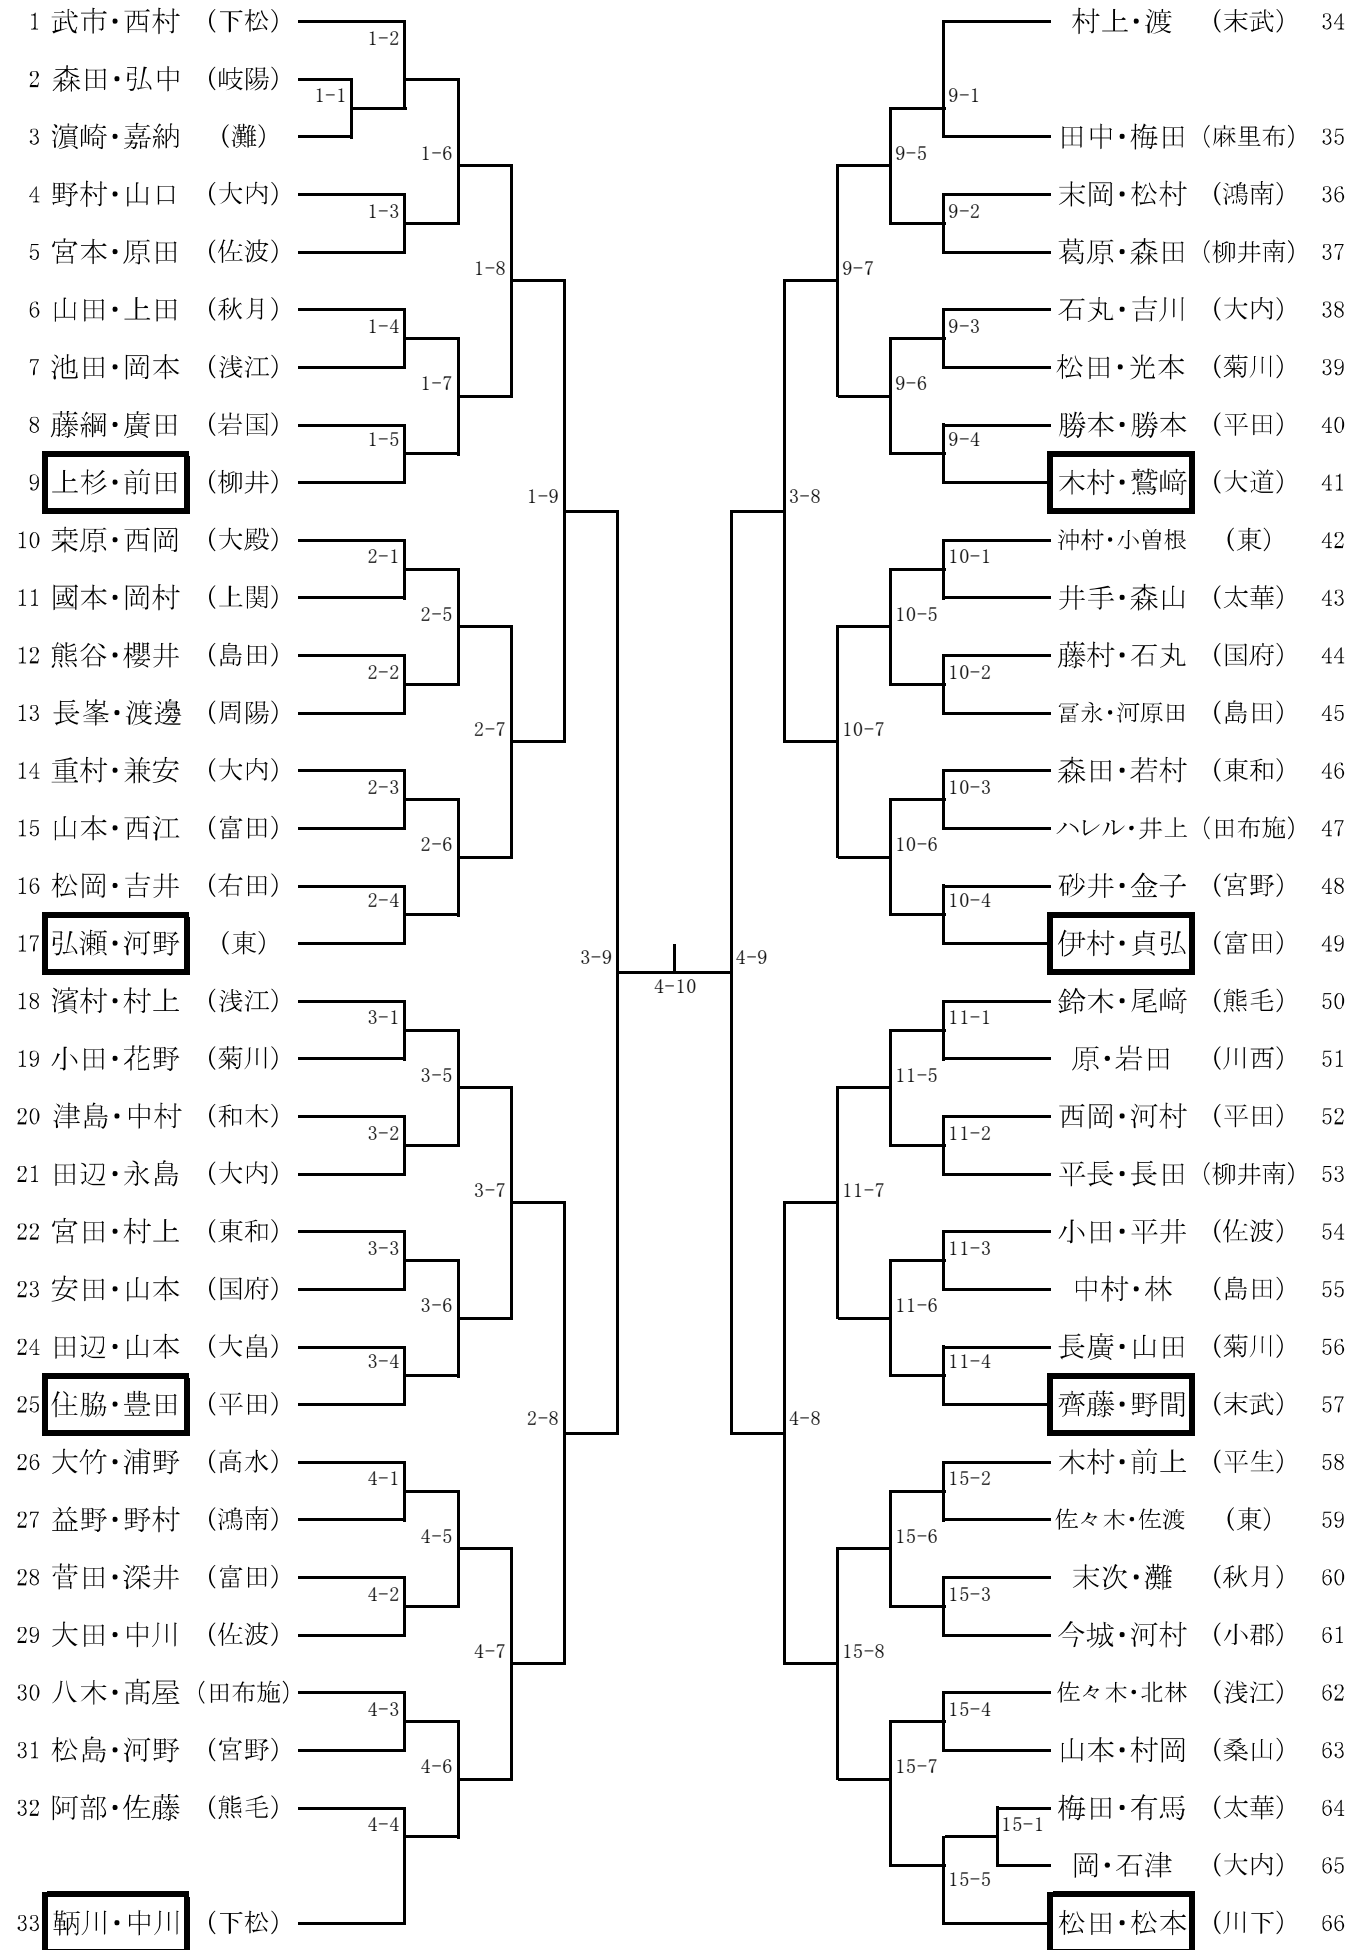 1 武市・西村 (下松)
1-2
2 森田・弘中 (岐陽)
1-1
3 濵崎・嘉納 (灘)
1-6
4 野村・山口 (大内)
1-3
5 宮本・原田 (佐波)
1-8
6 山田・上田 (秋月)
1-4
7 池田・岡本 (浅江)
1-7
8 藤綱・廣田 (岩国)
1-5
9 上杉・前田 (柳井)
1-9
10 栞原・西岡 (大殿)
2-1
11 國本・岡村 (上関)
2-5
12 熊谷・櫻井 (島田)
2-2
13 長峯・渡邊 (周陽)
2-7
14 重村・兼安 (大内)
2-3
15 山本・西江 (富田)
2-6
16 松岡・吉井 (右田)
2-4
17 弘瀬・河野 (東)
3-9
18 濱村・村上 (浅江)
3-1
19 小田・花野 (菊川)
3-5
20 津島・中村 (和木)
3-2
21 田辺・永島 (大内)
3-7
22 宮田・村上 (東和)
3-3
23 安田・山本 (国府)
3-6
24 田辺・山本 (大畠)
3-4
25 住脇・豊田 (平田)
2-8
26 大竹・浦野 (高水)
4-1
27 益野・野村 (鴻南)
4-5
28 菅田・深井 (富田)
4-2
29 大田・中川 (佐波)
4-7
30 八木・髙屋 (田布施)
4-3
31 松島・河野 (宮野)
4-6
32 阿部・佐藤 (熊毛)
4-4
33 鞆川・中川 (下松)
4-10
村上・渡 (末武) 34
9-1
田中・梅田 (麻里布) 35
9-5
末岡・松村 (鴻南) 36
9-2
葛原・森田 (柳井南) 37
9-7
石丸・吉川 (大内) 38
9-3
松田・光本 (菊川) 39
9-6
勝本・勝本 (平田) 40
9-4
木村・鷲﨑 (大道) 41
3-8
沖村・小曽根 (東) 42
10-1
井手・森山 (太華) 43
10-5
藤村・石丸 (国府) 44
10-2
冨永・河原田 (島田) 45
10-7
森田・若村 (東和) 46
10-3
ハレル・井上 (田布施) 47
10-6
砂井・金子 (宮野) 48
10-4
伊村・貞弘 (富田) 49
4-9
鈴木・尾﨑 (熊毛) 50
11-1
原・岩田 (川西) 51
11-5
西岡・河村 (平田) 52
11-2
平長・長田 (柳井南) 53
11-7
小田・平井 (佐波) 54
11-3
中村・林 (島田) 55
11-6
長廣・山田 (菊川) 56
11-4
齊藤・野間 (末武) 57
4-8
木村・前上 (平生) 58
15-2
佐々木・佐渡 (東) 59
15-6
末次・灘 (秋月) 60
15-3
今城・河村 (小郡) 61
15-8
佐々木・北林 (浅江) 62
15-4
山本・村岡 (桑山) 63
15-7
梅田・有馬 (太華) 64
15-1
岡・石津 (大内) 65
15-5
松田・松本 (川下) 66